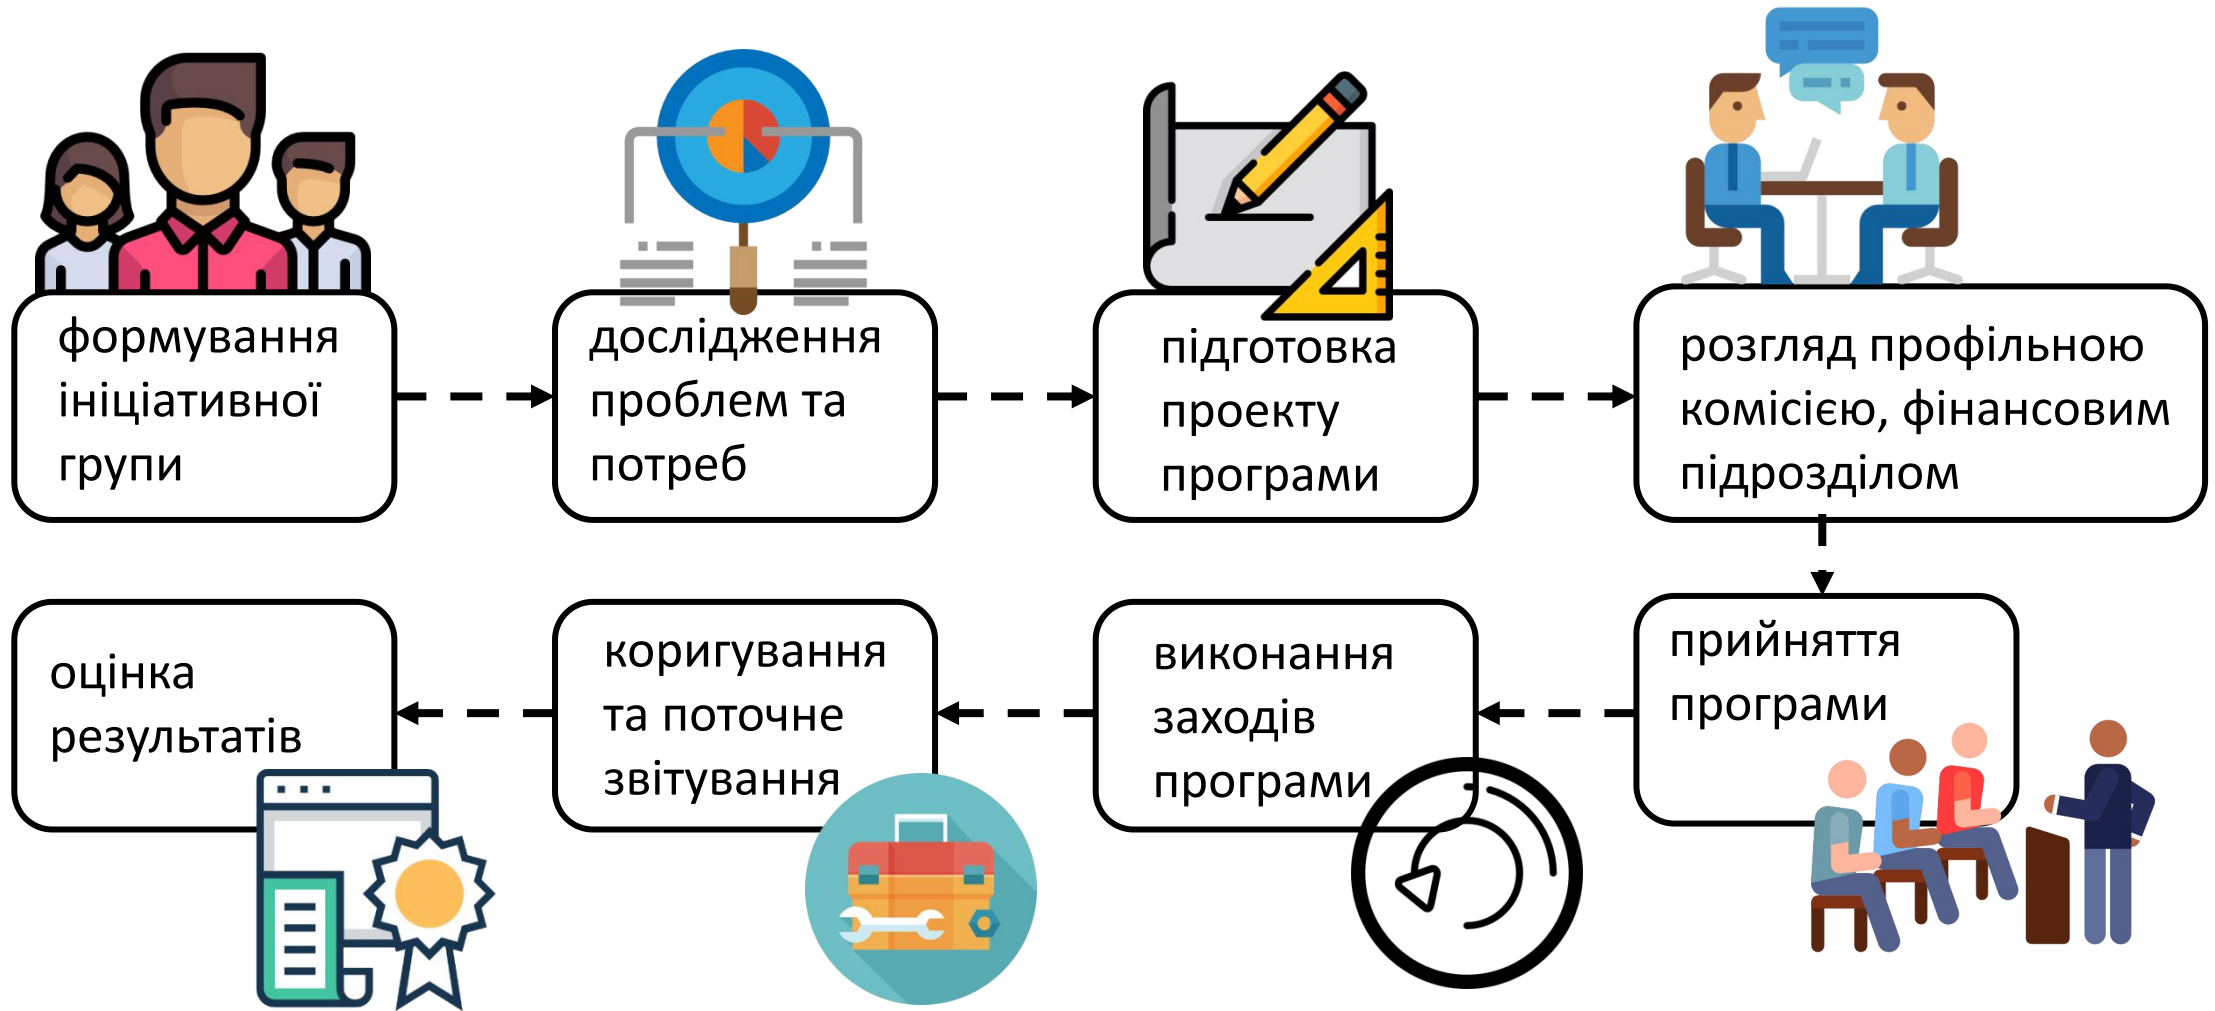 формування
ініціативної
групи
дослідження
проблем та
потреб
підготовка
проекту
програми
розгляд профільною
комісією, фінансовим
підрозділом
прийняття
програми
виконання
заходів
програми
коригування
та поточне
звітування
оцінка
результатів